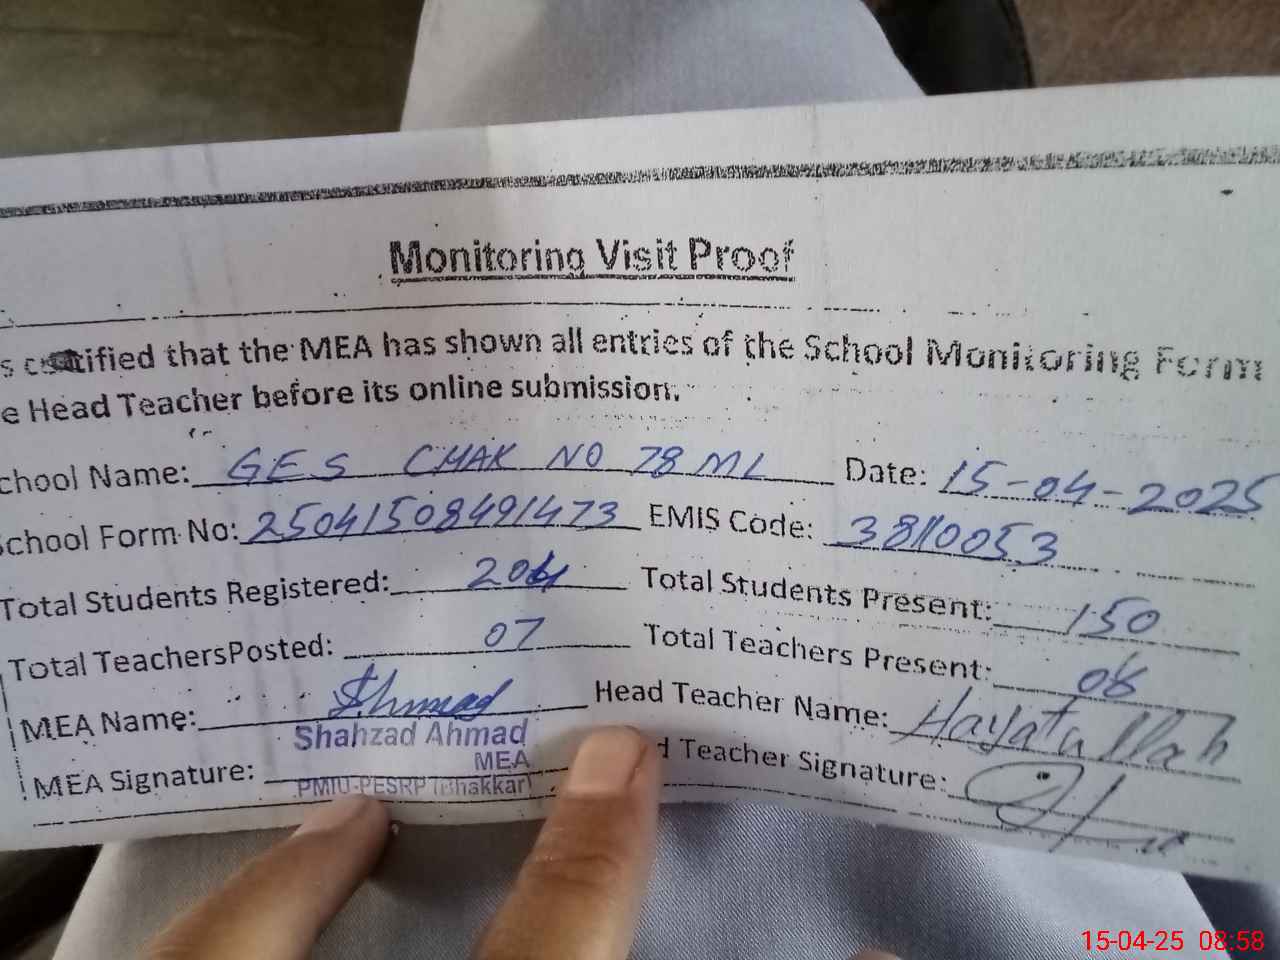 Monitoring Visit Proof
s certified that the MEA has shown all entries of the School Monitoring Form
e Head Teacher before its online submission.
chool Name: GES CHAK NO 78 ML Date: 15-04-2025
School Form No: 25041508491473 EMIS Code: 3810053
Total Students Registered: Total Students Present: 150
Total TeachersPosted: 07 Total Teachers Present: 08
MEA Name: Ahmad Head Teacher Name: Hayatullah
Shahzad Ahmad
MEA
MEA Signature: PMIU-PESRP (Bhakkar) d Teacher Signature:
15-04-25 08:58